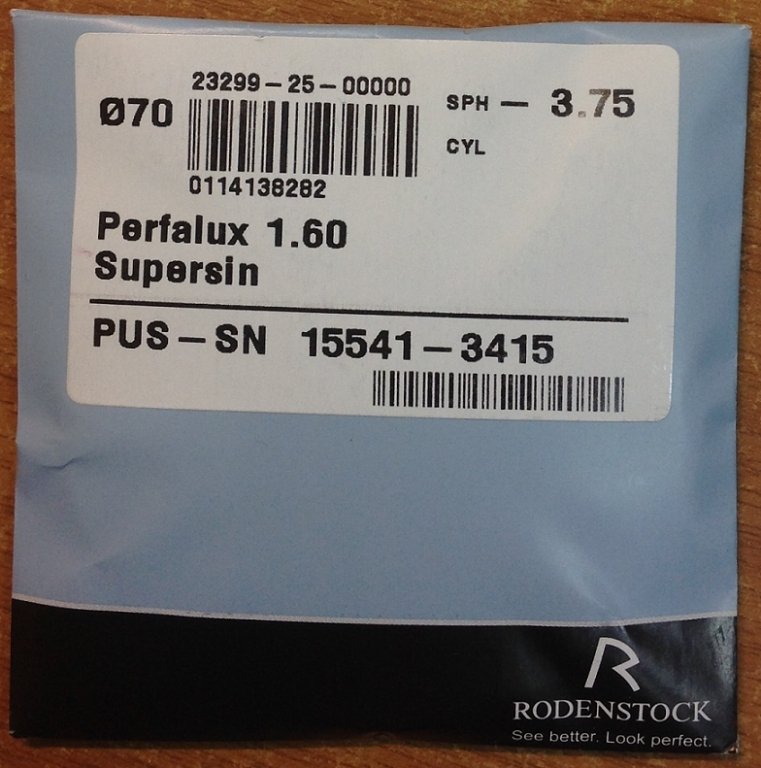 23299-25-00000
Ø70
SPH - 3.75
CYL
0114138282
Perfalux 1.60
Supersin
PUS-SN 15541-3415
R
RODENSTOCK
See better. Look perfect.